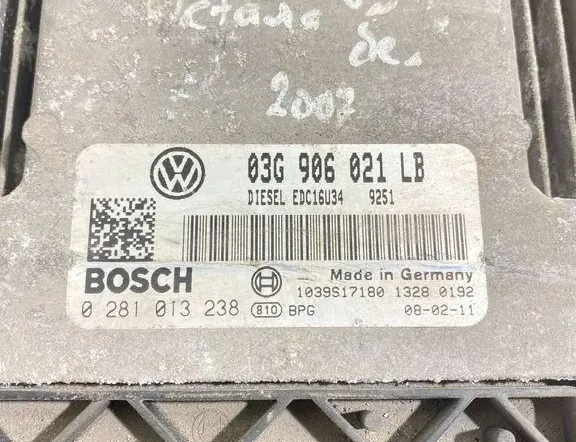 2007
VW
03G 906 021 LB
DIESEL EDC16U34 9251
BOSCH
Made in Germany
1039S17180 1328 0192
0 281 013 238 810 BPG 08-02-11